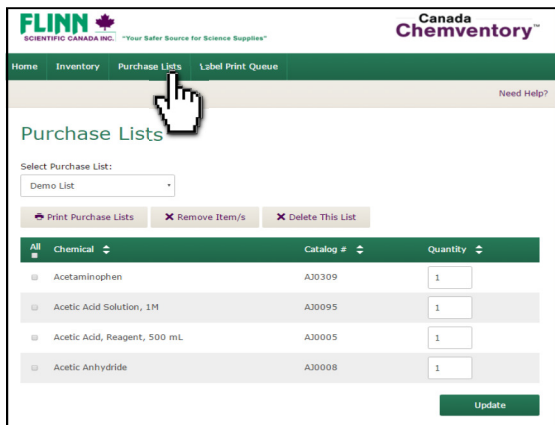 FLINN
SCIENTIFIC CANADA INC. "Your Safer Source for Science Supplies"
Canada
Chemventory™
Home Inventory Purchase Lists Label Print Queue
Need Help?
Purchase Lists
Select Purchase List:
Demo List
Print Purchase Lists Remove Item/s Delete This List
All Chemical Catalog # Quantity
Acetaminophen AJ0309 1
Acetic Acid Solution, 1M AJ0095 1
Acetic Acid, Reagent, 500 mL AJ0005 1
Acetic Anhydride AJ0008 1
Update